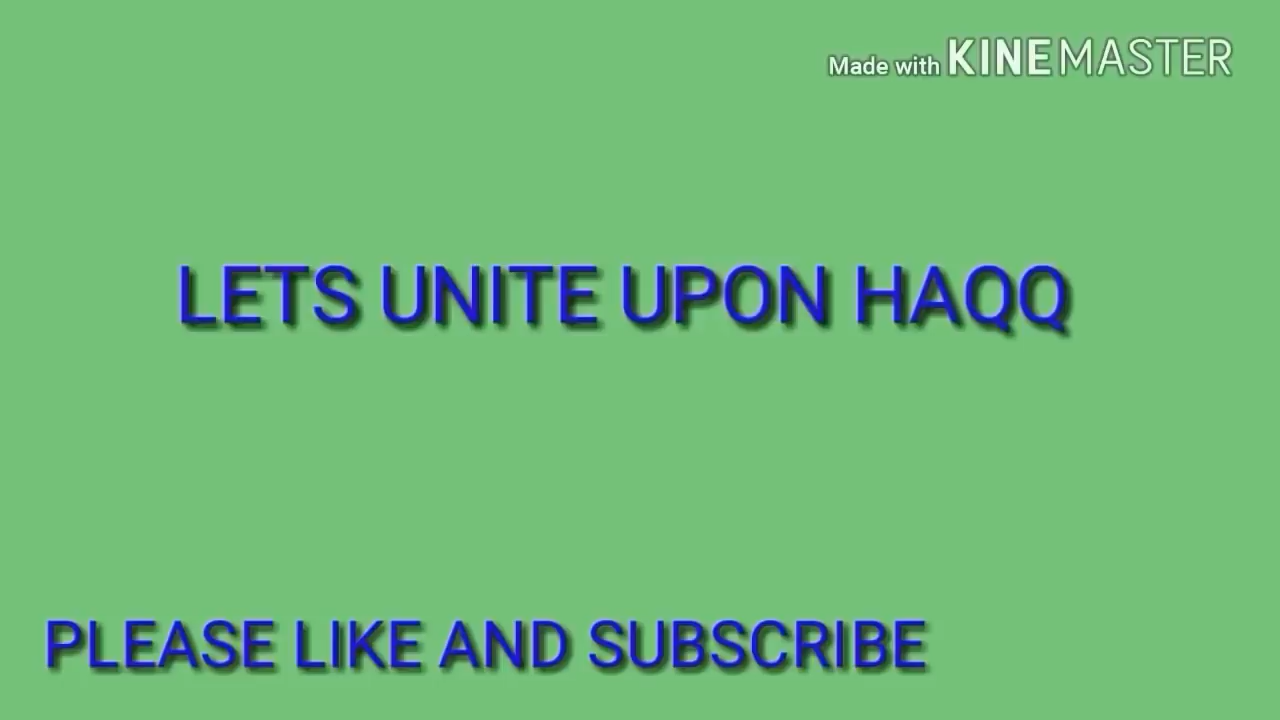 Made with KINEMASTER
LETS UNITE UPON HAQQ
PLEASE LIKE AND SUBSCRIBE